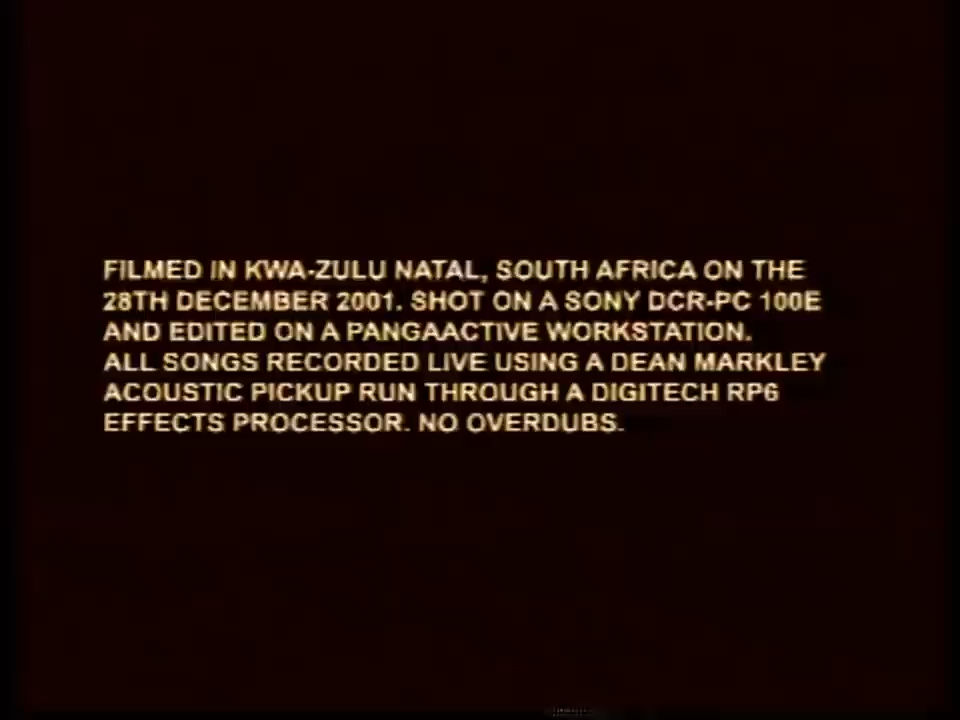 FILMED IN KWA-ZULU NATAL, SOUTH AFRICA ON THE
28TH DECEMBER 2001. SHOT ON A SONY DCR-PC 100E
AND EDITED ON A PANGAACTIVE WORKSTATION.
ALL SONGS RECORDED LIVE USING A DEAN MARKLEY
ACOUSTIC PICKUP RUN THROUGH A DIGITECH RP6
EFFECTS PROCESSOR. NO OVERDUBS.